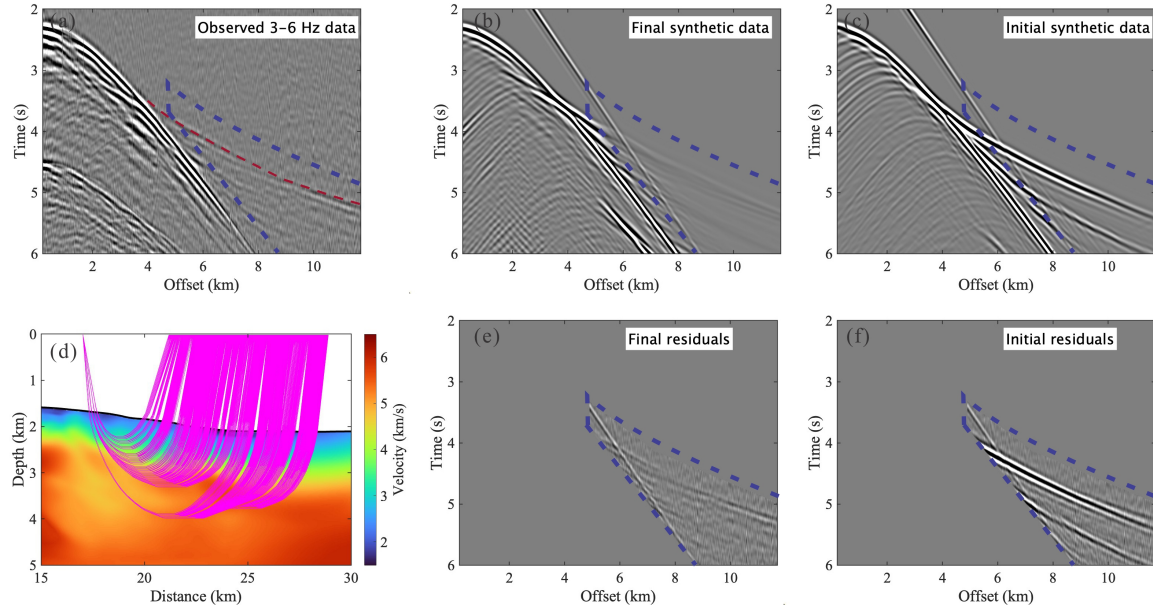 (a)
Observed 3-6 Hz data
2
3
4
5
6
Time (s)
2
4
6
8
10
Offset (km)
(b)
Final synthetic data
2
3
4
5
6
Time (s)
2
4
6
8
10
Offset (km)
(c)
Initial synthetic data
2
3
4
5
6
Time (s)
2
4
6
8
10
Offset (km)
(d)
0
1
2
3
4
5
Depth (km)
15
20
25
30
Distance (km)
6
5
4
3
2
Velocity (km/s)
(e)
Final residuals
2
3
4
5
6
Time (s)
2
4
6
8
10
Offset (km)
(f)
Initial residuals
2
3
4
5
6
Time (s)
2
4
6
8
10
Offset (km)